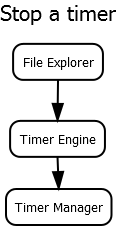 Stop a timer
File Explorer
Timer Engine
Timer Manager